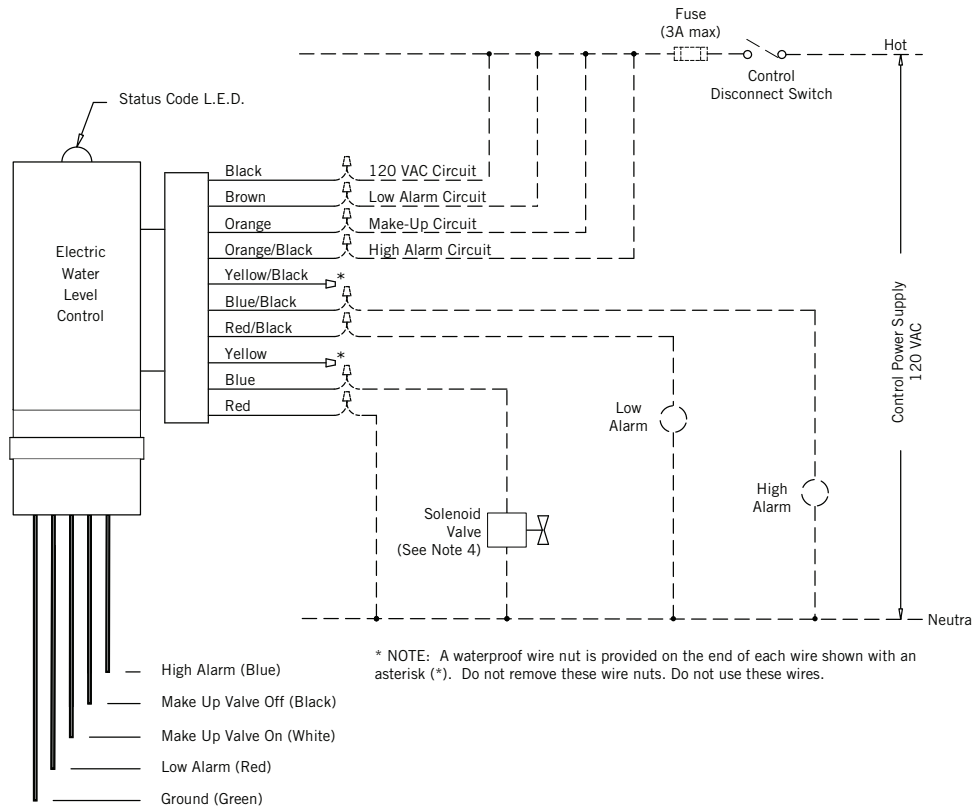 Fuse
(3A max)
Hot
Control
Disconnect Switch
Status Code L.E.D.
Black
120 VAC Circuit
Brown
Low Alarm Circuit
Orange
Make-Up Circuit
Orange/Black
High Alarm Circuit
Yellow/Black
*
Blue/Black
Red/Black
Yellow
*
Blue
Red
Electric
Water
Level
Control
Control Power Supply
120 VAC
Low
Alarm
High
Alarm
Solenoid
Valve
(See Note 4)
Neutra
* NOTE: A waterproof wire nut is provided on the end of each wire shown with an
asterisk (*). Do not remove these wire nuts. Do not use these wires.
High Alarm (Blue)
Make Up Valve Off (Black)
Make Up Valve On (White)
Low Alarm (Red)
Ground (Green)